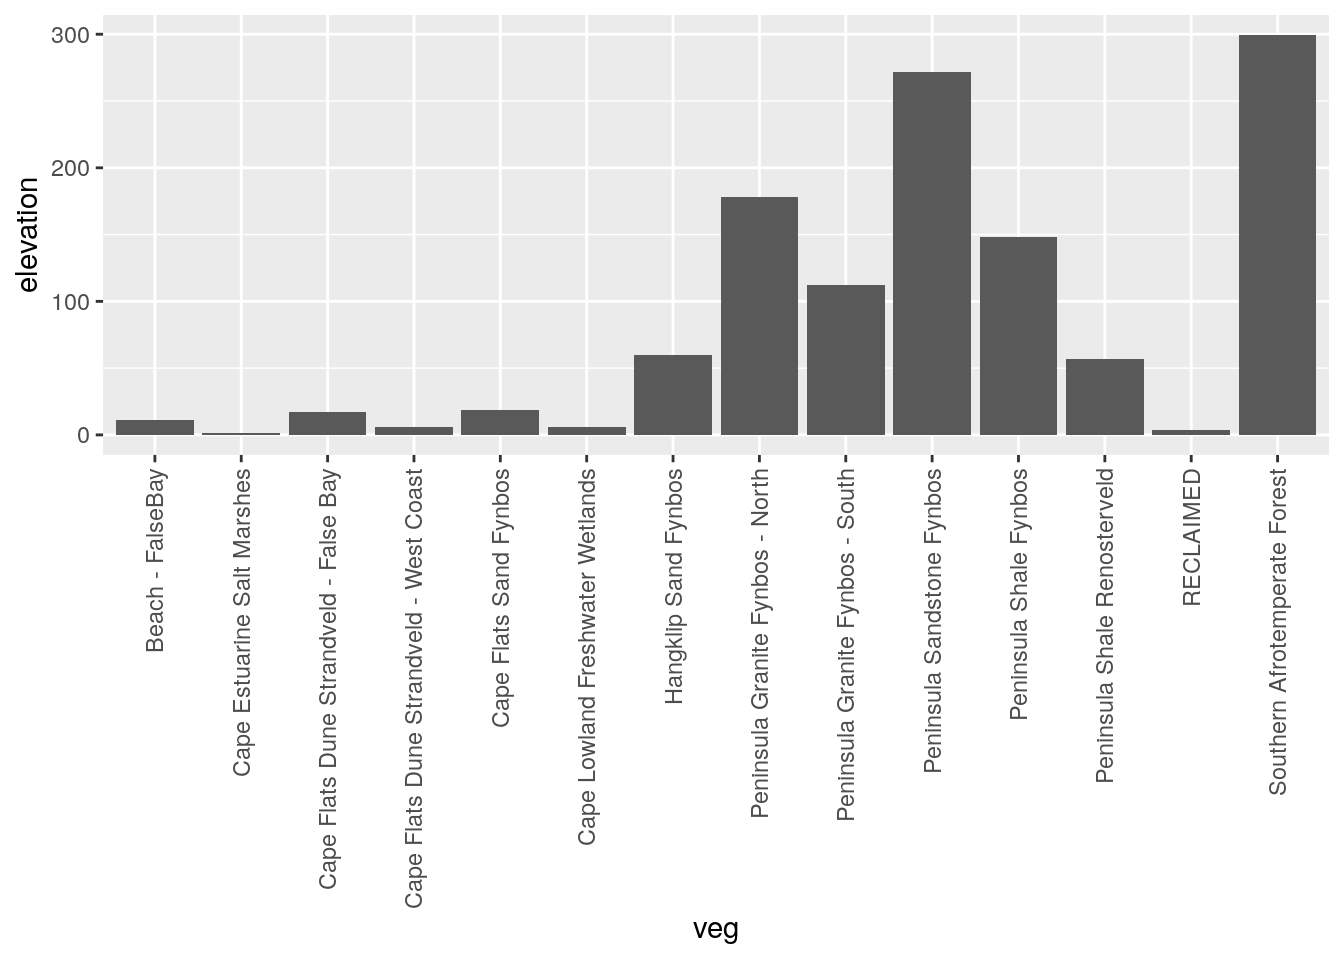 300
200
100
0
elevation
Beach - FalseBay
Cape Estuarine Salt Marshes
Cape Flats Dune Strandveld - False Bay
Cape Flats Dune Strandveld - West Coast
Cape Flats Sand Fynbos
Cape Lowland Freshwater Wetlands
Hangklip Sand Fynbos
Peninsula Granite Fynbos - North
Peninsula Granite Fynbos - South
Peninsula Sandstone Fynbos
Peninsula Shale Fynbos
Peninsula Shale Renosterveld
RECLAIMED
Southern Afrotemperate Forest
veg